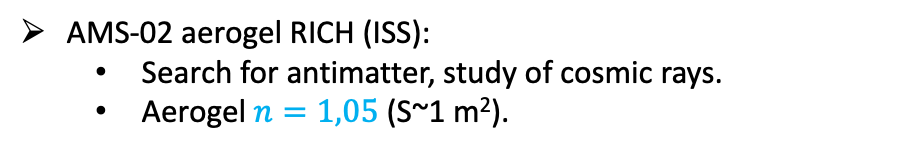 ➢ AMS-02 aerogel RICH (ISS):
• Search for antimatter, study of cosmic rays.
• Aerogel n = 1,05 (S~1 m²).